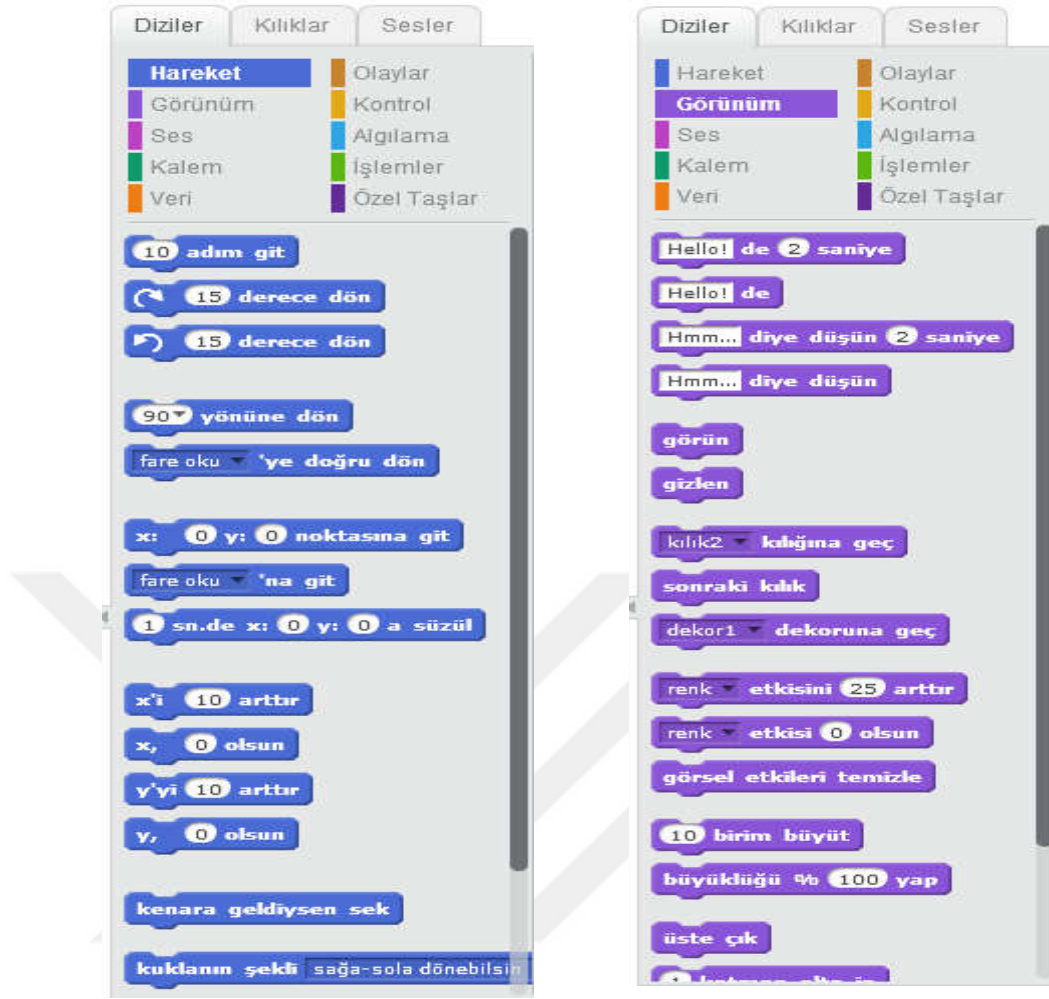 Diziler Kılıklar Sesler
Hareket Olaylar
Görünüm Kontrol
Ses Algılama
Kalem İşlemler
Veri Özel Taşlar
10 adım git
15 derece dön
15 derece dön
90 yönüne dön
fare oku 'ye doğru dön
x: 0 y: 0 noktasına git
fare oku 'na git
1 sn.de x: 0 y: 0 a süzül
x'i 10 arttır
x, 0 olsun
y'yi 10 arttır
y, 0 olsun
kenara geldiysen sek
kuklanın şekli sağa-sola dönebilsin
Diziler Kılıklar Sesler
Hareket Olaylar
Görünüm Kontrol
Ses Algılama
Kalem İşlemler
Veri Özel Taşlar
Hello! de 2 saniye
Hello! de
Hmm... diye düşün 2 saniye
Hmm... diye düşün
görün
gizlen
kılık2 kılığına geç
sonraki kılık
dekor1 dekoruna geç
renk etkisini 25 arttır
renk etkisi 0 olsun
görsel etkileri temizle
10 birim büyüt
büyüklüğü % 100 yap
üste çık